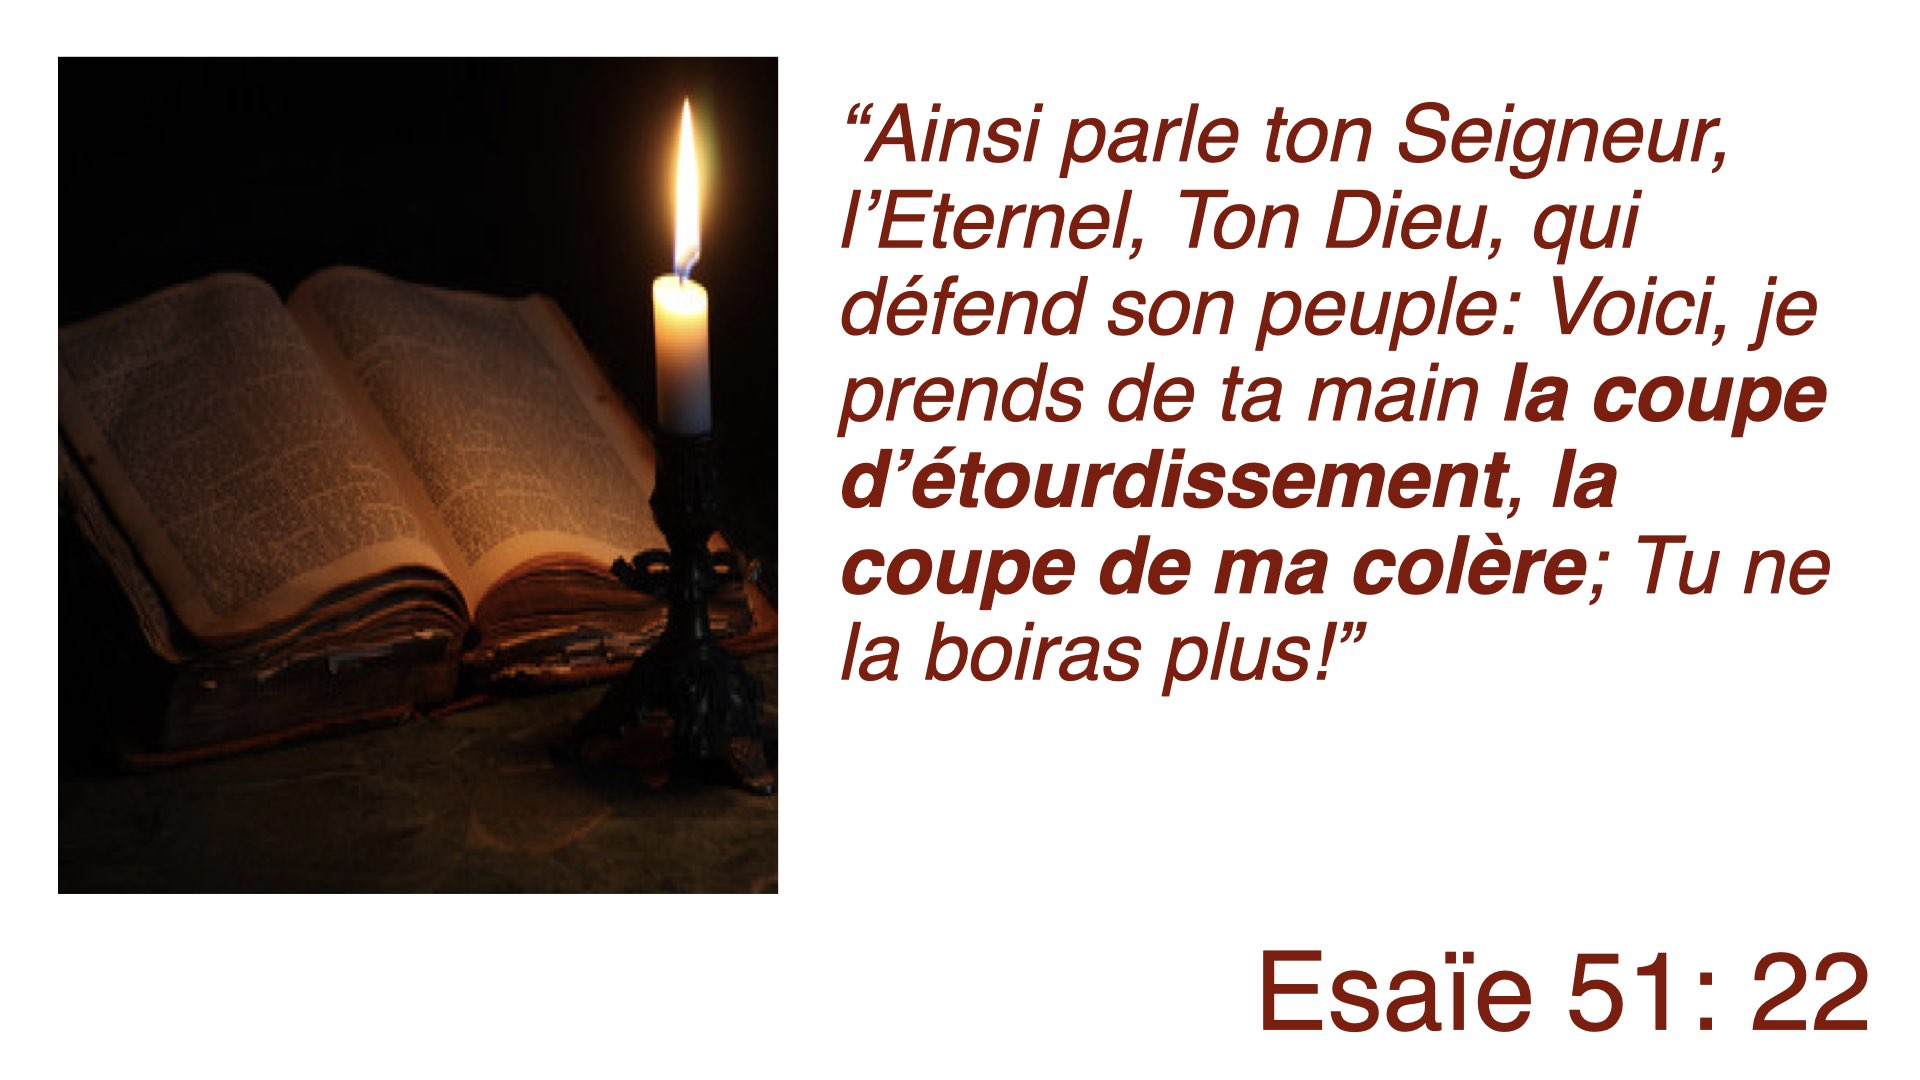 “Ainsi parle ton Seigneur,
l’Eternel, Ton Dieu, qui
défend son peuple: Voici, je
prends de ta main la coupe
d’étourdissement, la
coupe de ma colère; Tu ne
la boiras plus!”
Esaïe 51: 22